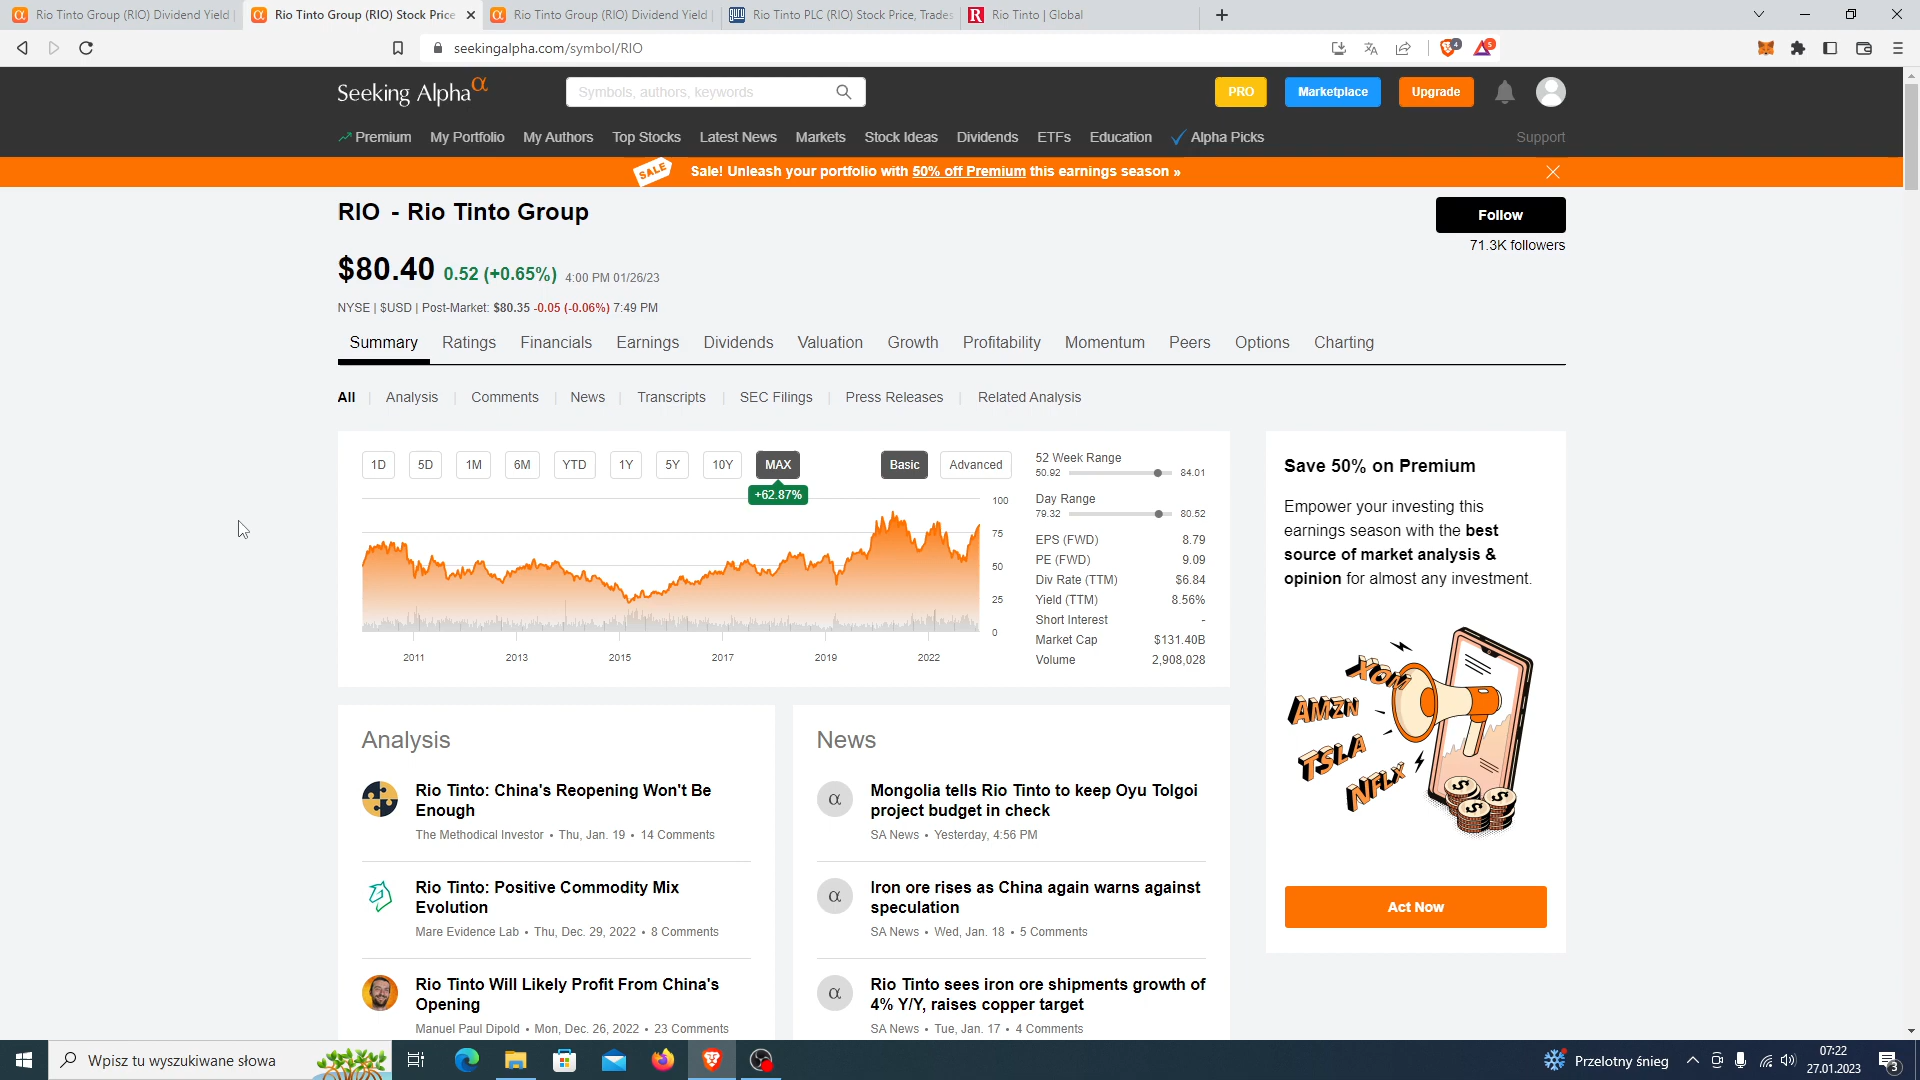 Rio Tinto Group (RIO) Dividend Yield
Rio Tinto Group (RIO) Stock Price
Rio Tinto Group (RIO) Dividend Yield
Rio Tinto PLC (RIO) Stock Price, Trades
Rio Tinto | Global
seekingalpha.com/symbol/RIO
4
5
Seeking Alpha α
Symbols, authors, keywords
PRO
Marketplace
Upgrade
Premium
My Portfolio
My Authors
Top Stocks
Latest News
Markets
Stock Ideas
Dividends
ETFs
Education
Alpha Picks
Support
SALE
Sale! Unleash your portfolio with 50% off Premium this earnings season »
RIO - Rio Tinto Group
Follow
71.3K followers
$80.40 0.52 (+0.65%) 4:00 PM 01/26/23
NYSE | $USD | Post-Market: $80.35 -0.05 (-0.06%) 7:49 PM
Summary
Ratings
Financials
Earnings
Dividends
Valuation
Growth
Profitability
Momentum
Peers
Options
Charting
All
Analysis
Comments
News
Transcripts
SEC Filings
Press Releases
Related Analysis
1D
5D
1M
6M
YTD
1Y
5Y
10Y
MAX
+62.87%
Basic
Advanced
100
75
50
25
0
2011
2013
2015
2017
2019
2022
52 Week Range
50.92
84.01
Day Range
79.32
80.52
EPS (FWD) 8.79
PE (FWD) 9.09
Div Rate (TTM) $6.84
Yield (TTM) 8.56%
Short Interest -
Market Cap $131.40B
Volume 2,908,028
Save 50% on Premium
Empower your investing this
earnings season with the best
source of market analysis &
opinion for almost any investment.
XOM
AMZN
TSLA
NFLX
$
$
$
Act Now
Analysis
Rio Tinto: China's Reopening Won't Be
Enough
The Methodical Investor • Thu, Jan. 19 • 14 Comments
Rio Tinto: Positive Commodity Mix
Evolution
Mare Evidence Lab • Thu, Dec. 29, 2022 • 8 Comments
Rio Tinto Will Likely Profit From China's
Opening
Manuel Paul Dipold • Mon, Dec. 26, 2022 • 23 Comments
News
α
Mongolia tells Rio Tinto to keep Oyu Tolgoi
project budget in check
SA News • Yesterday, 4:56 PM
α
Iron ore rises as China again warns against
speculation
SA News • Wed, Jan. 18 • 5 Comments
α
Rio Tinto sees iron ore shipments growth of
4% Y/Y, raises copper target
SA News • Tue, Jan. 17 • 4 Comments
Wpisz tu wyszukiwane słowa
Przelotny śnieg
07:22
27.01.2023
3